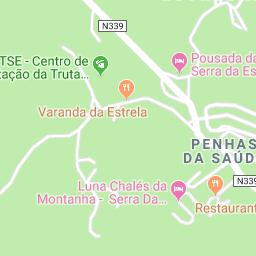 N339
TSE - Centro de
tação da Truta...
Pousada da
Serra da Es
Varanda da Estrela
PENHAS
DA SAÚD
N339
Luna Chalés da
Montanha - Serra Da...
Restaurant